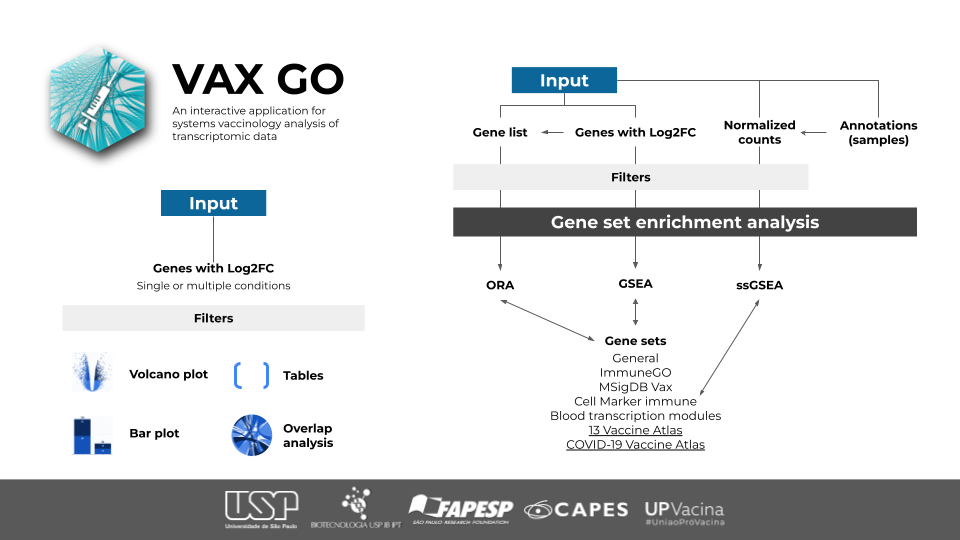 VAX GO
An interactive application for
systems vaccinology analysis of
transcriptomic data
Input
Genes with Log2FC
Single or multiple conditions
Filters
Volcano plot
Tables
Bar plot
Overlap
analysis
Input
Gene list
Genes with Log2FC
Normalized
counts
Annotations
(samples)
Filters
Gene set enrichment analysis
ORA
GSEA
ssGSEA
Gene sets
General
ImmuneGO
MSigDB Vax
Cell Marker immune
Blood transcription modules
13 Vaccine Atlas
COVID-19 Vaccine Atlas
USP
Universidade de São Paulo
BIOTECNOLOGIA USP IB IPT
FAPESP
SÃO PAULO RESEARCH FOUNDATION
CAPES
UPVacina
#UniaoPróVacina